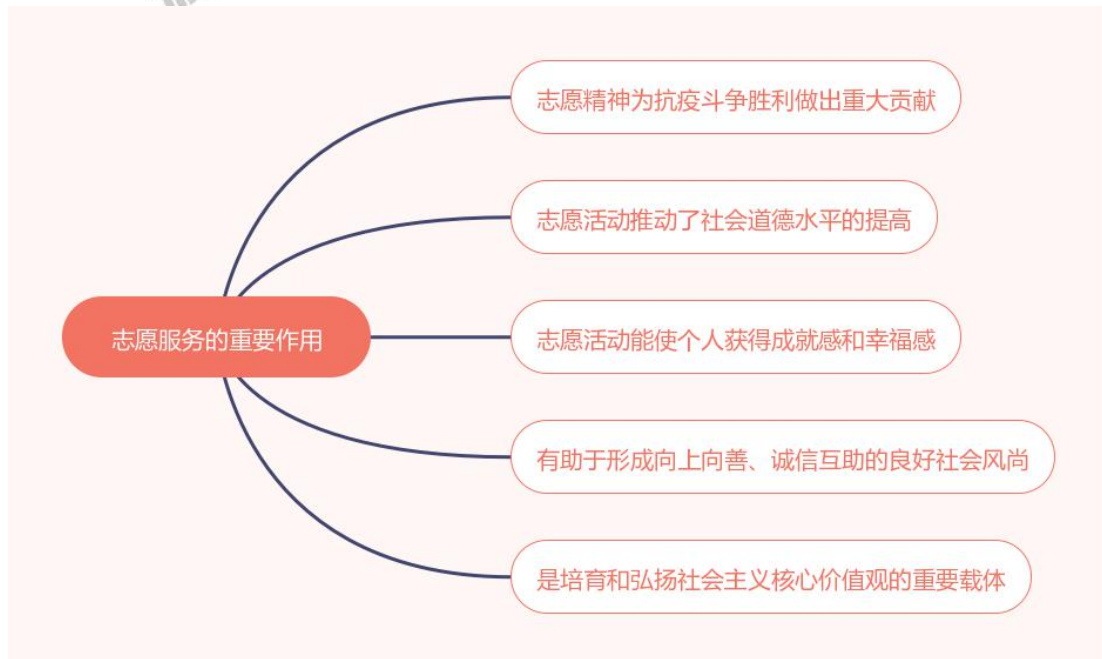 志愿精神为抗疫斗争胜利做出重大贡献
志愿活动推动了社会道德水平的提高
志愿服务的重要作用
志愿活动能使个人获得成就感和幸福感
有助于形成向上向善、诚信互助的良好社会风尚
是培育和弘扬社会主义核心价值观的重要载体